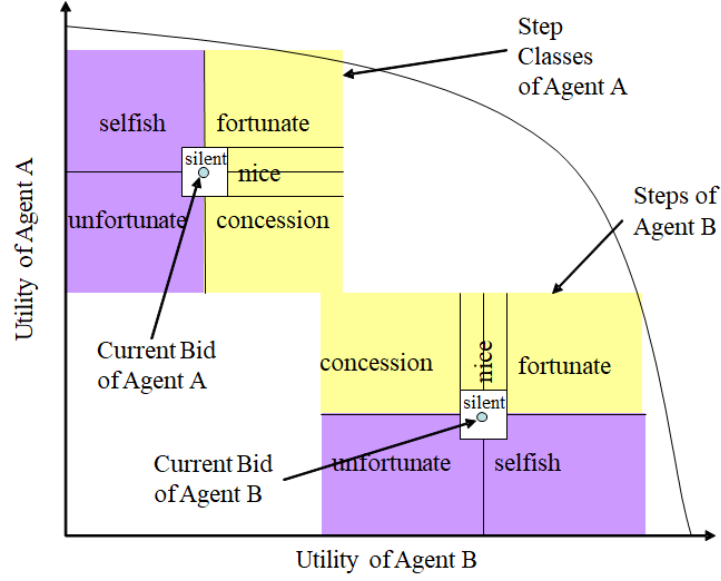 Step
Classes
of Agent A
selfish
fortunate
silent
nice
unfortunate
concession
Utility of Agent A
Steps of
Agent B
Current Bid
of Agent A
concession
nice
fortunate
silent
Current Bid
of Agent B
unfortunate
selfish
Utility of Agent B